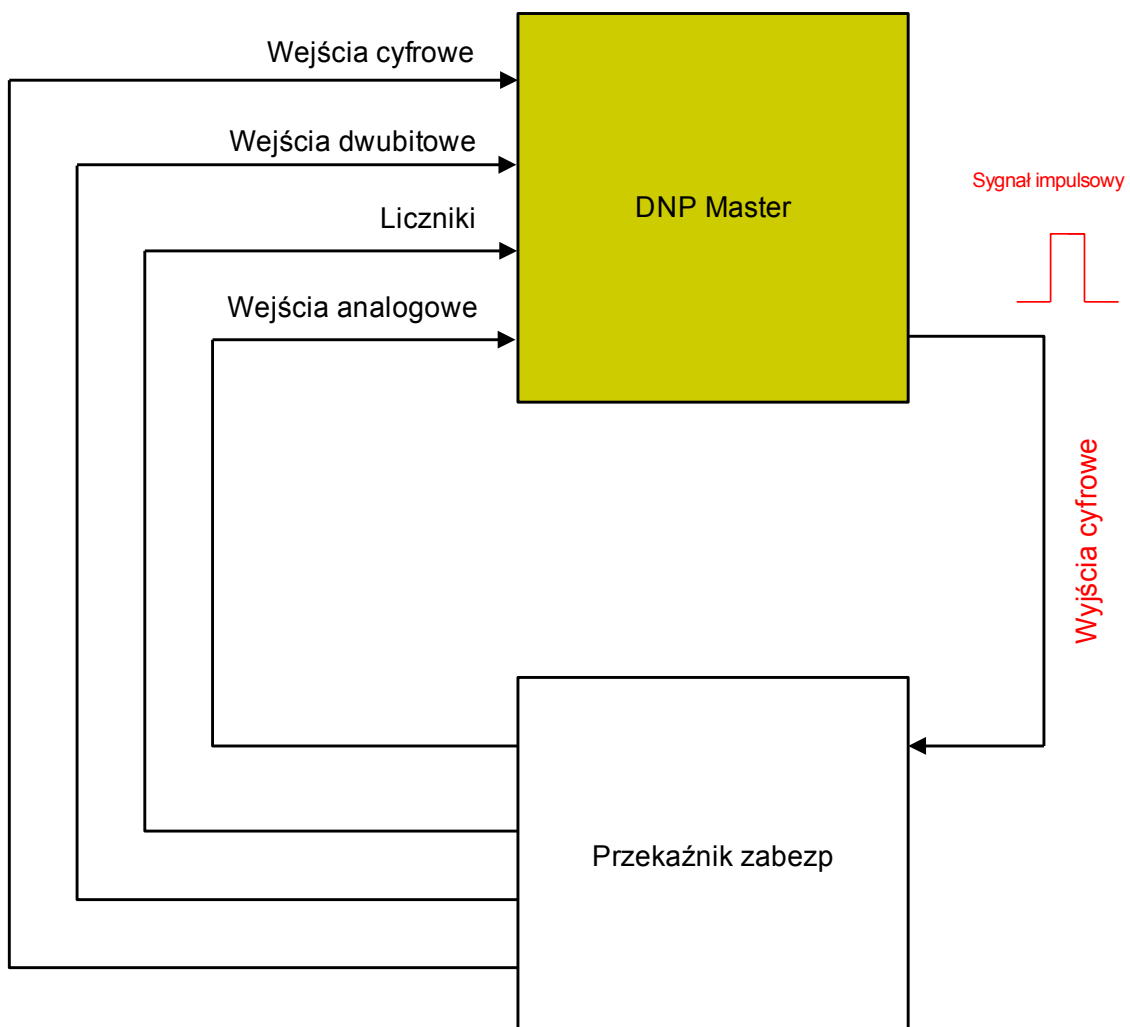 Wejścia cyfrowe
Wejścia dwubitowe
Liczniki
Wejścia analogowe
DNP Master
Sygnał impulsowy
Wyjścia cyfrowe
Przekaźnik zabezp